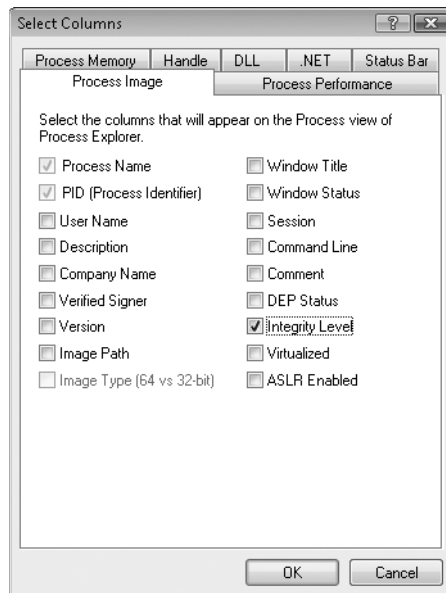 Select Columns
Process Memory Handle DLL .NET Status Bar
Process Image Process Performance
Select the columns that will appear on the Process view of
Process Explorer.
Process Name
PID (Process Identifier)
User Name
Description
Company Name
Verified Signer
Version
Image Path
Image Type (64 vs 32-bit)
Window Title
Window Status
Session
Command Line
Comment
DEP Status
Integrity Level
Virtualized
ASLR Enabled
OK Cancel